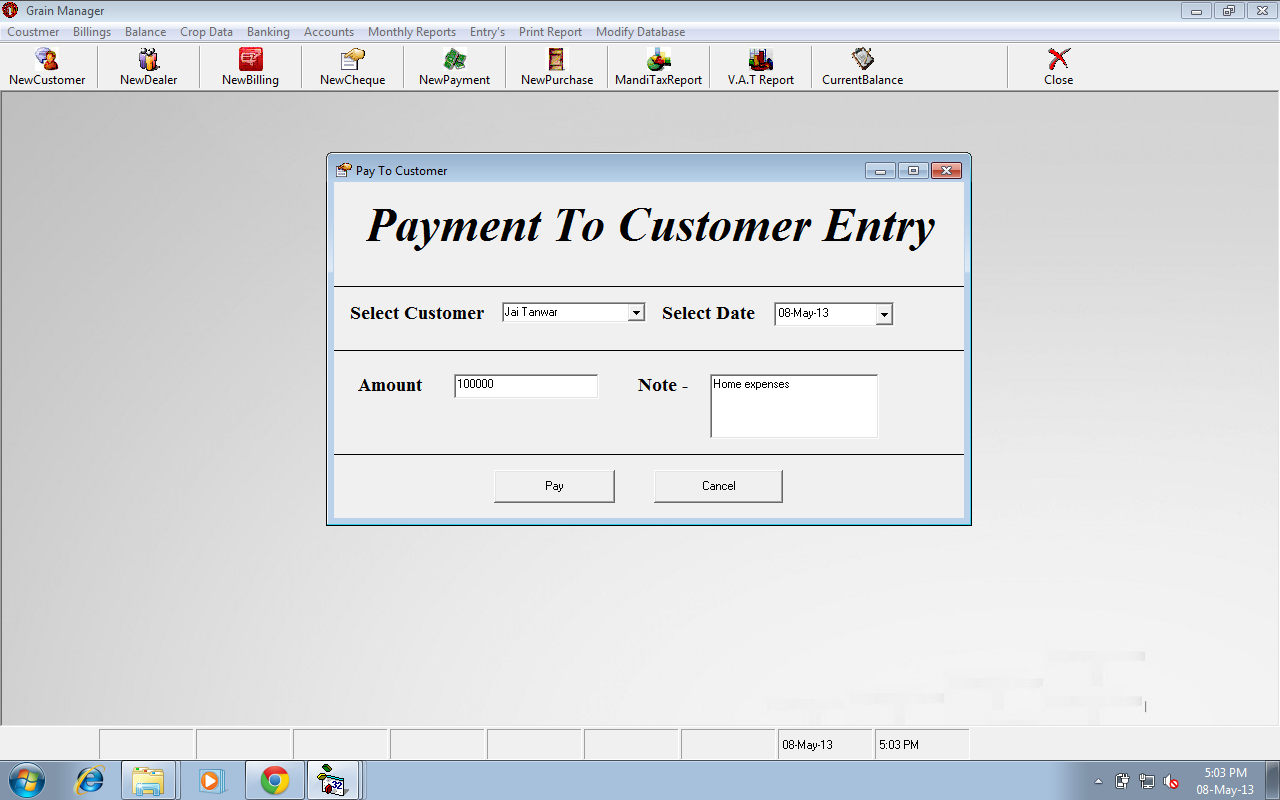 Grain Manager
Coustmer Billings Balance Crop Data Banking Accounts Monthly Reports Entry's Print Report Modify Database
NewCustomer NewDealer NewBilling NewCheque NewPayment NewPurchase MandiTaxReport V.A.T Report CurrentBalance Close
Pay To Customer
Payment To Customer Entry
Select Customer Jai Tanwar Select Date 08-May-13
Amount 100000 Note - Home expenses
Pay Cancel
08-May-13 5:03 PM
32
5:03 PM
08-May-13